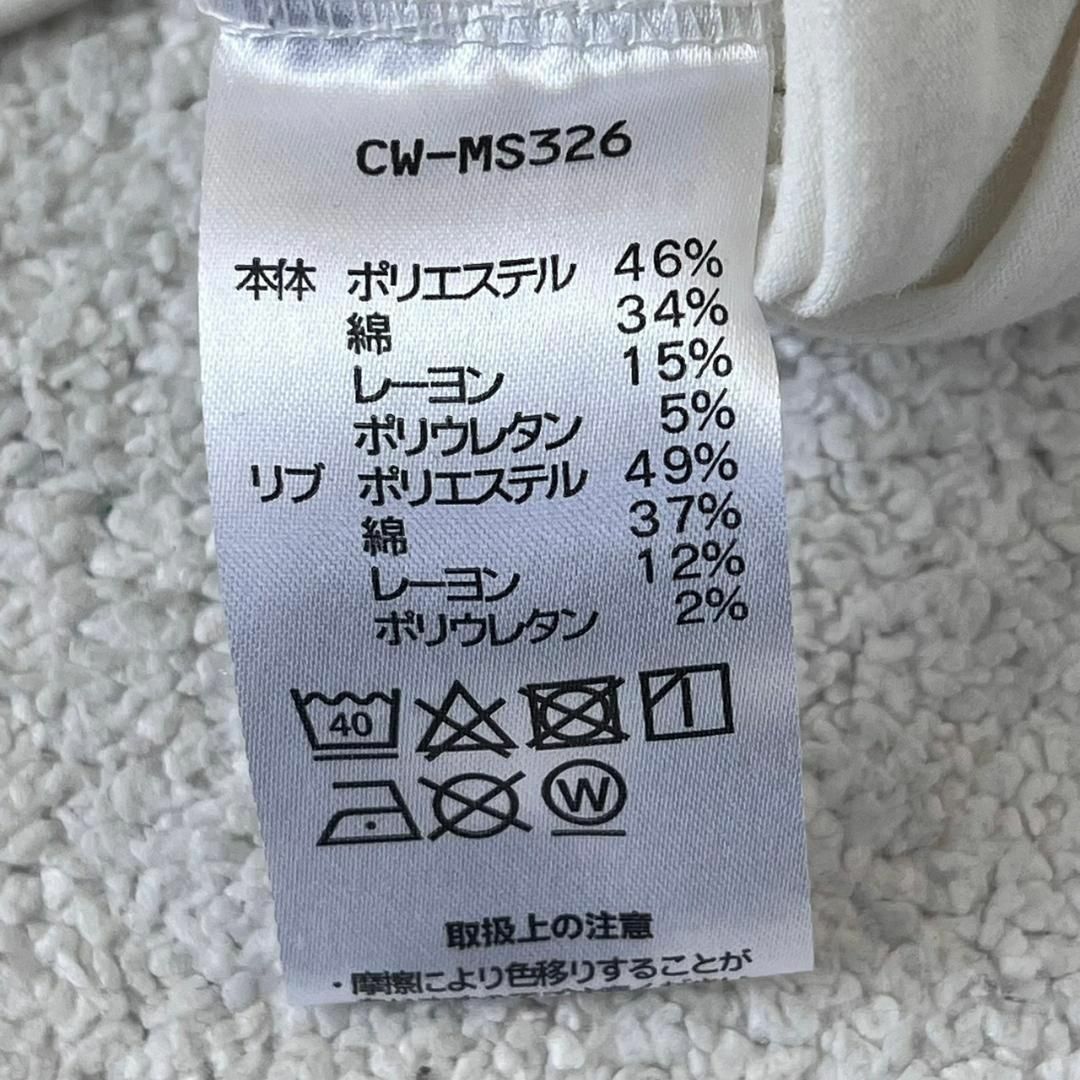 CW-MS326
本体 ポリエステル 46%
綿 34%
レーヨン 15%
ポリウレタン 5%
リブ ポリエステル 49%
綿 37%
レーヨン 12%
ポリウレタン 2%
40
W
取扱上の注意
・摩擦により色移りすることが